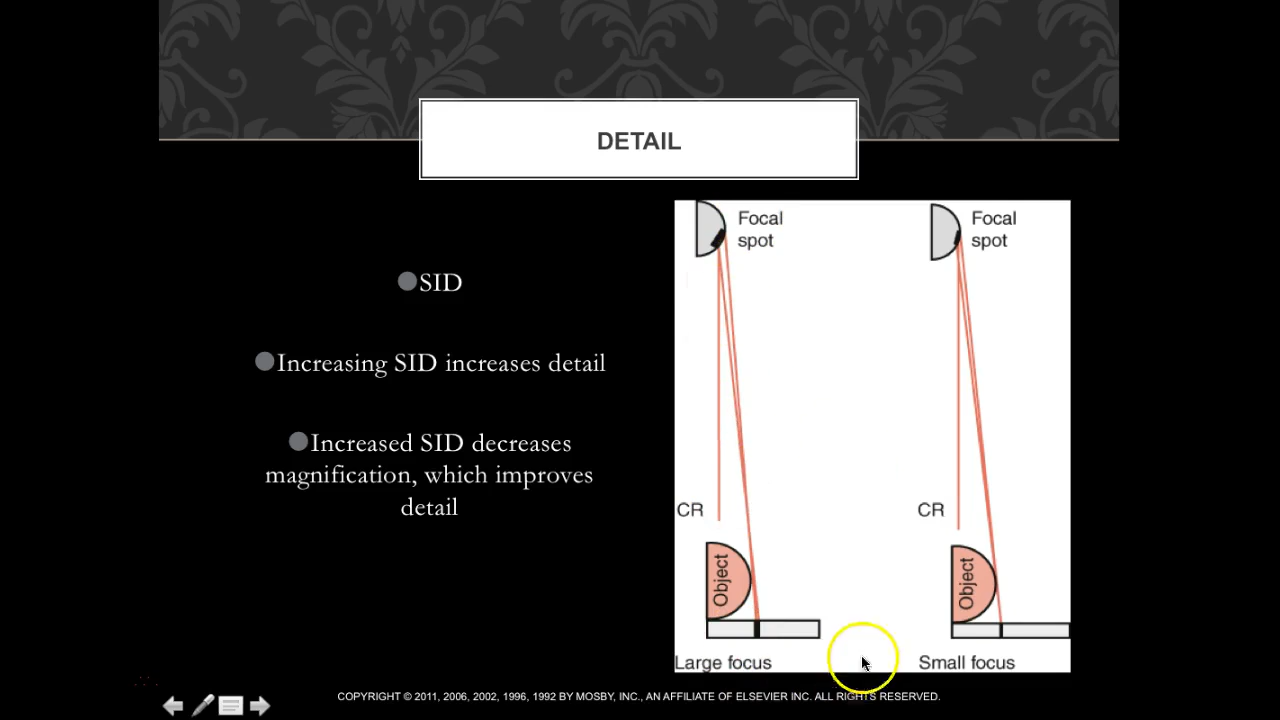 DETAIL
SID
Increasing SID increases detail
Increased SID decreases
magnification, which improves
detail
Focal
spot
CR
Object
Large focus
Focal
spot
CR
Object
Small focus
COPYRIGHT © 2011, 2006, 2002, 1996, 1992 BY MOSBY, INC., AN AFFILIATE OF ELSEVIER INC. ALL RIGHTS RESERVED.